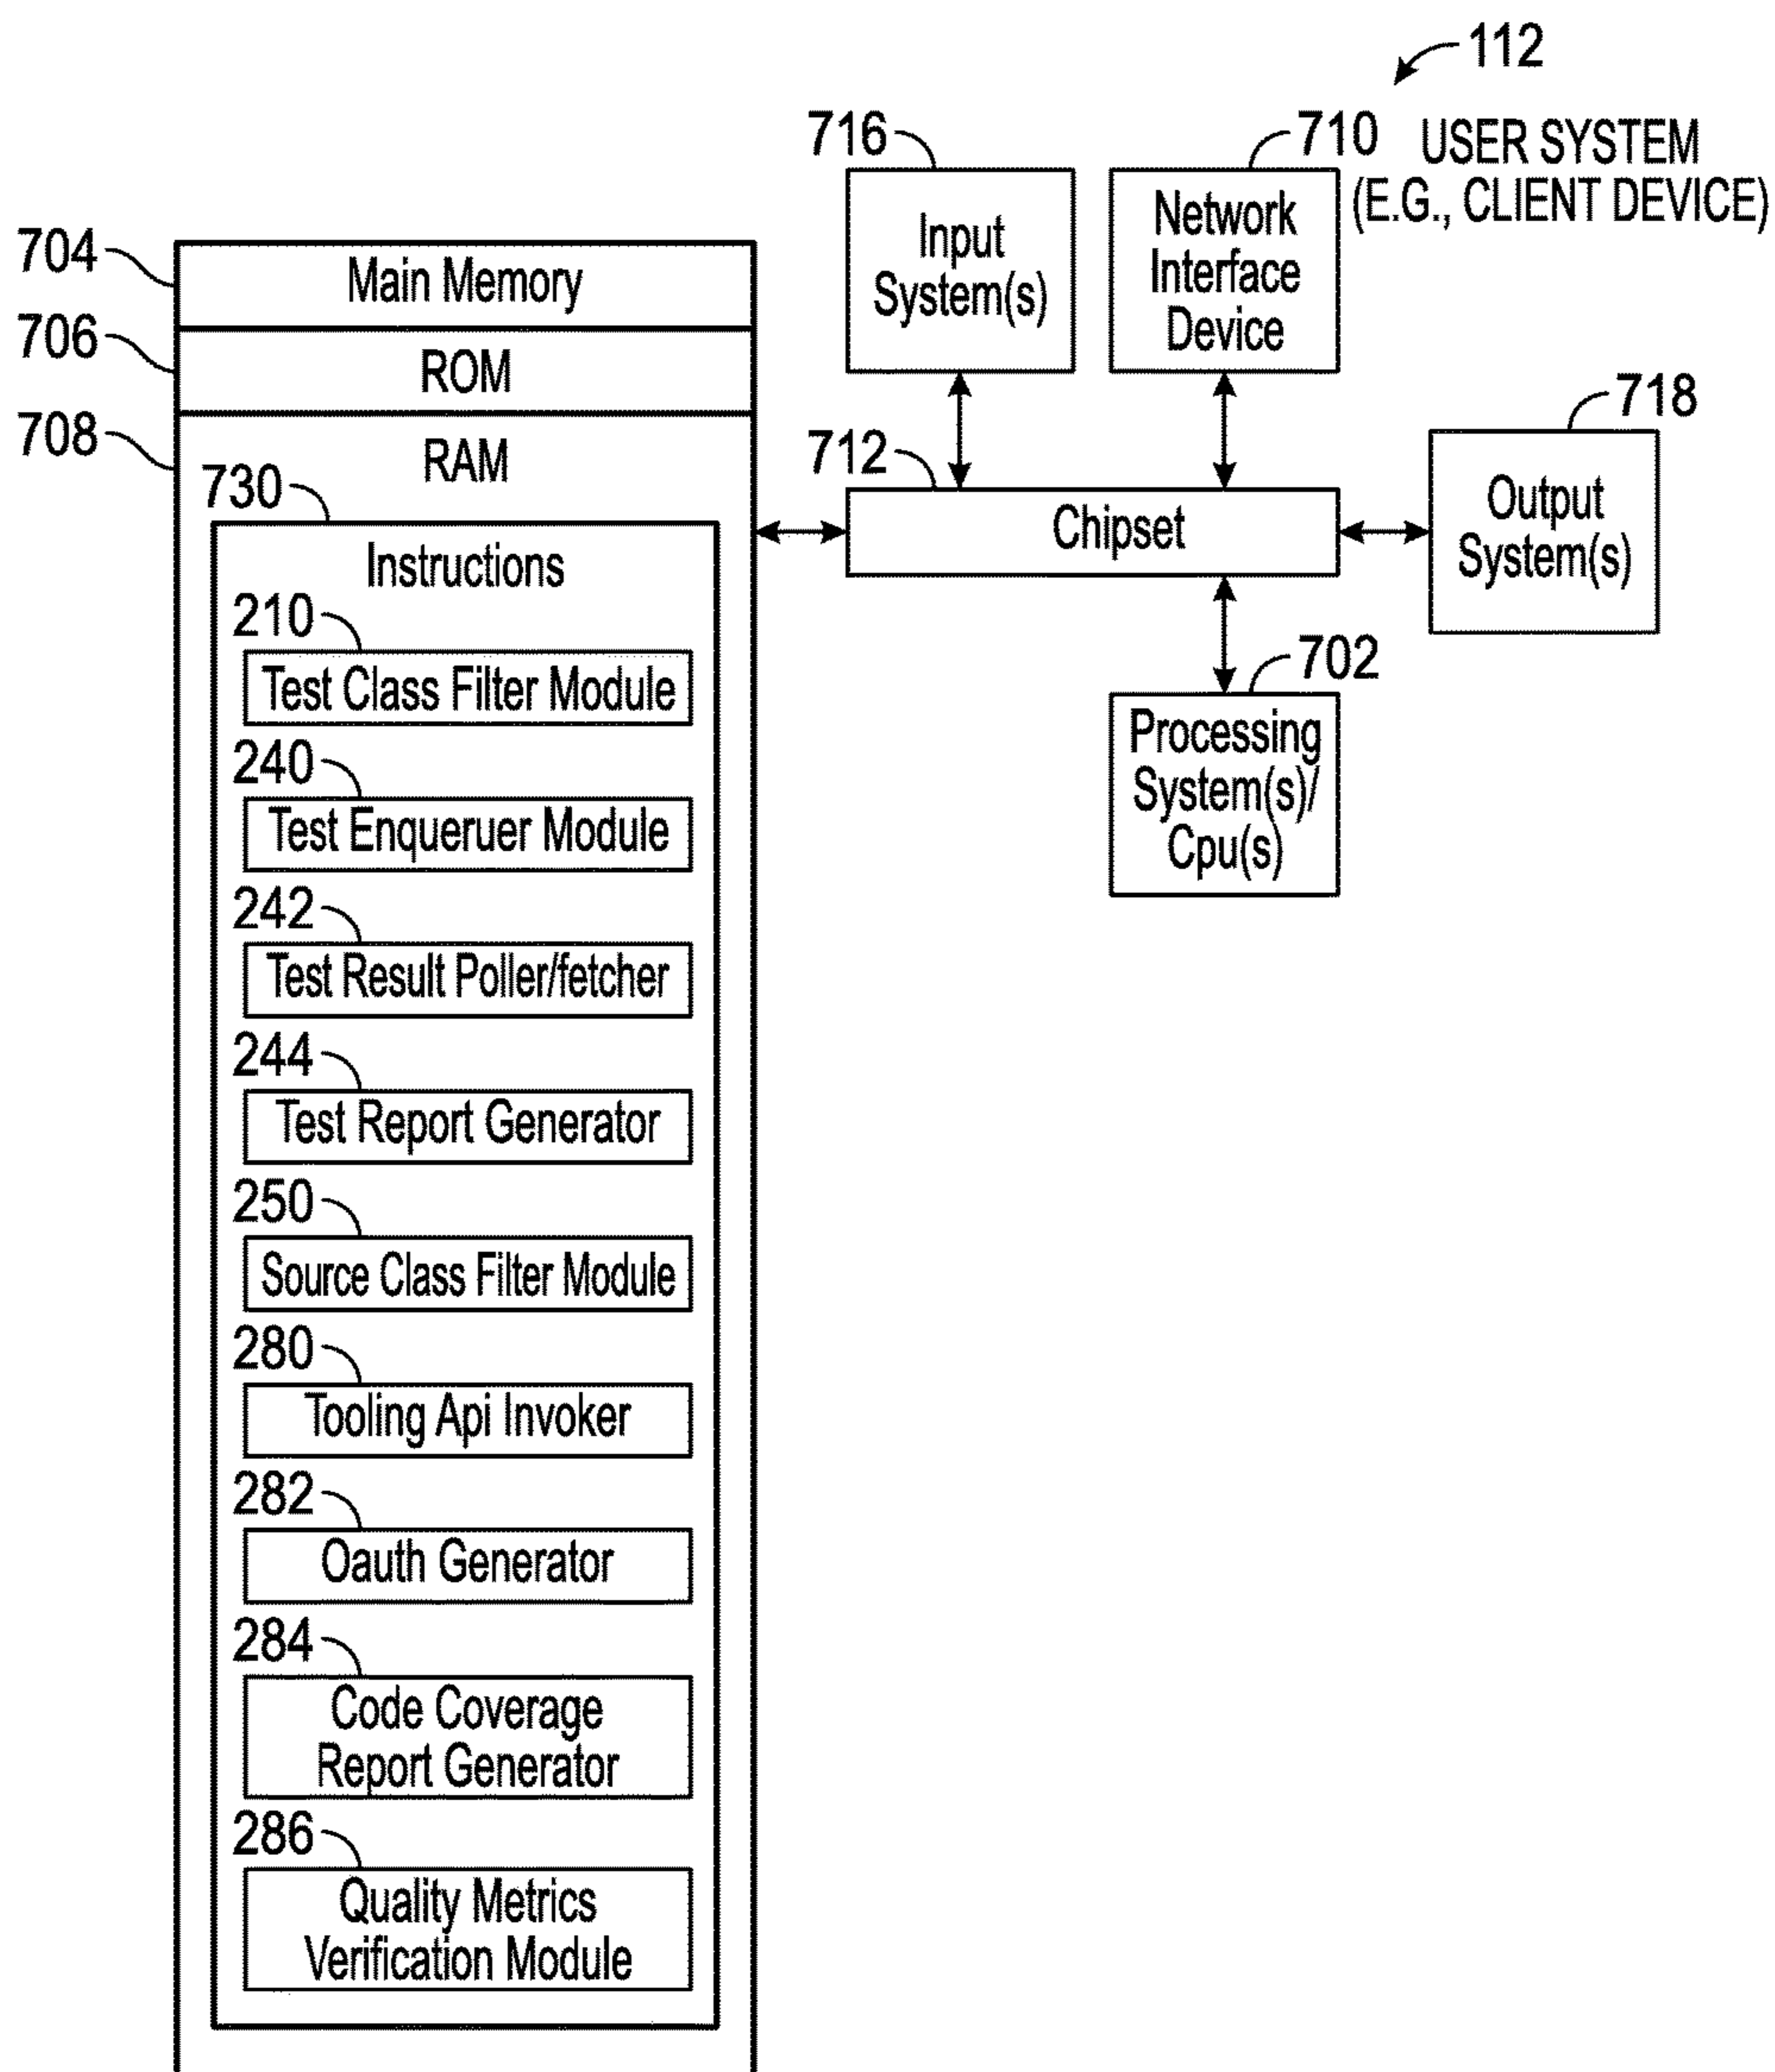 112
USER SYSTEM
(E.G., CLIENT DEVICE)
716
Input
System(s)
710
Network
Interface
Device
704
Main Memory
706
ROM
708
RAM
712
Chipset
718
Output
System(s)
702
Processing
System(s)/
Cpu(s)
730
Instructions
210
Test Class Filter Module
240
Test Enqueruer Module
242
Test Result Poller/fetcher
244
Test Report Generator
250
Source Class Filter Module
280
Tooling Api Invoker
282
Oauth Generator
284
Code Coverage
Report Generator
286
Quality Metrics
Verification Module